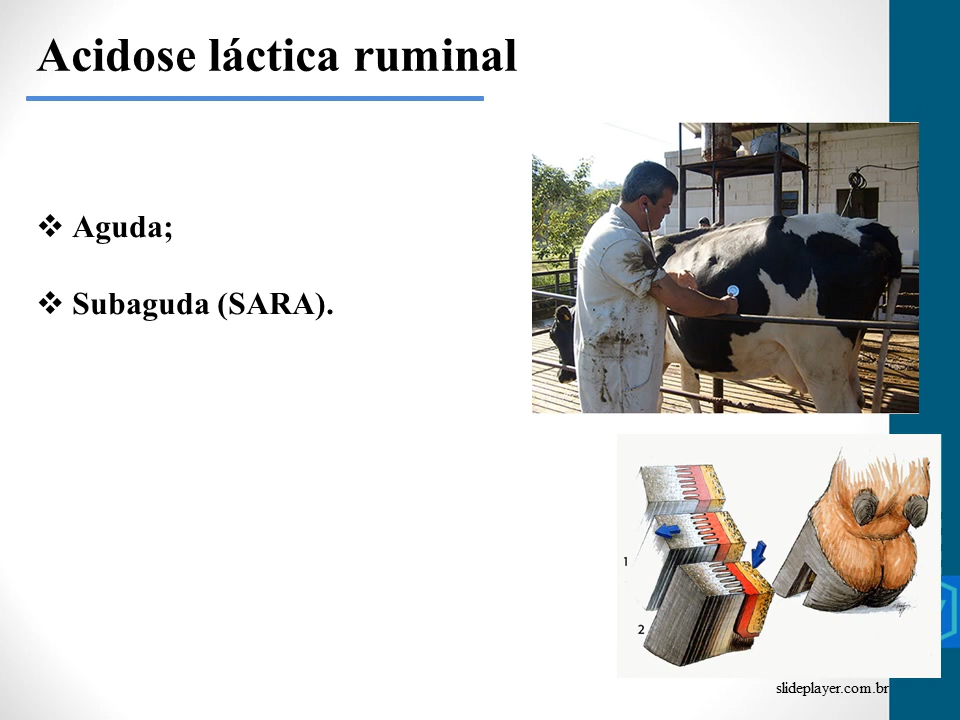 Acidose láctica ruminal
❖ Aguda;
❖ Subaguda (SARA).
1
2
slideplayer.com.br